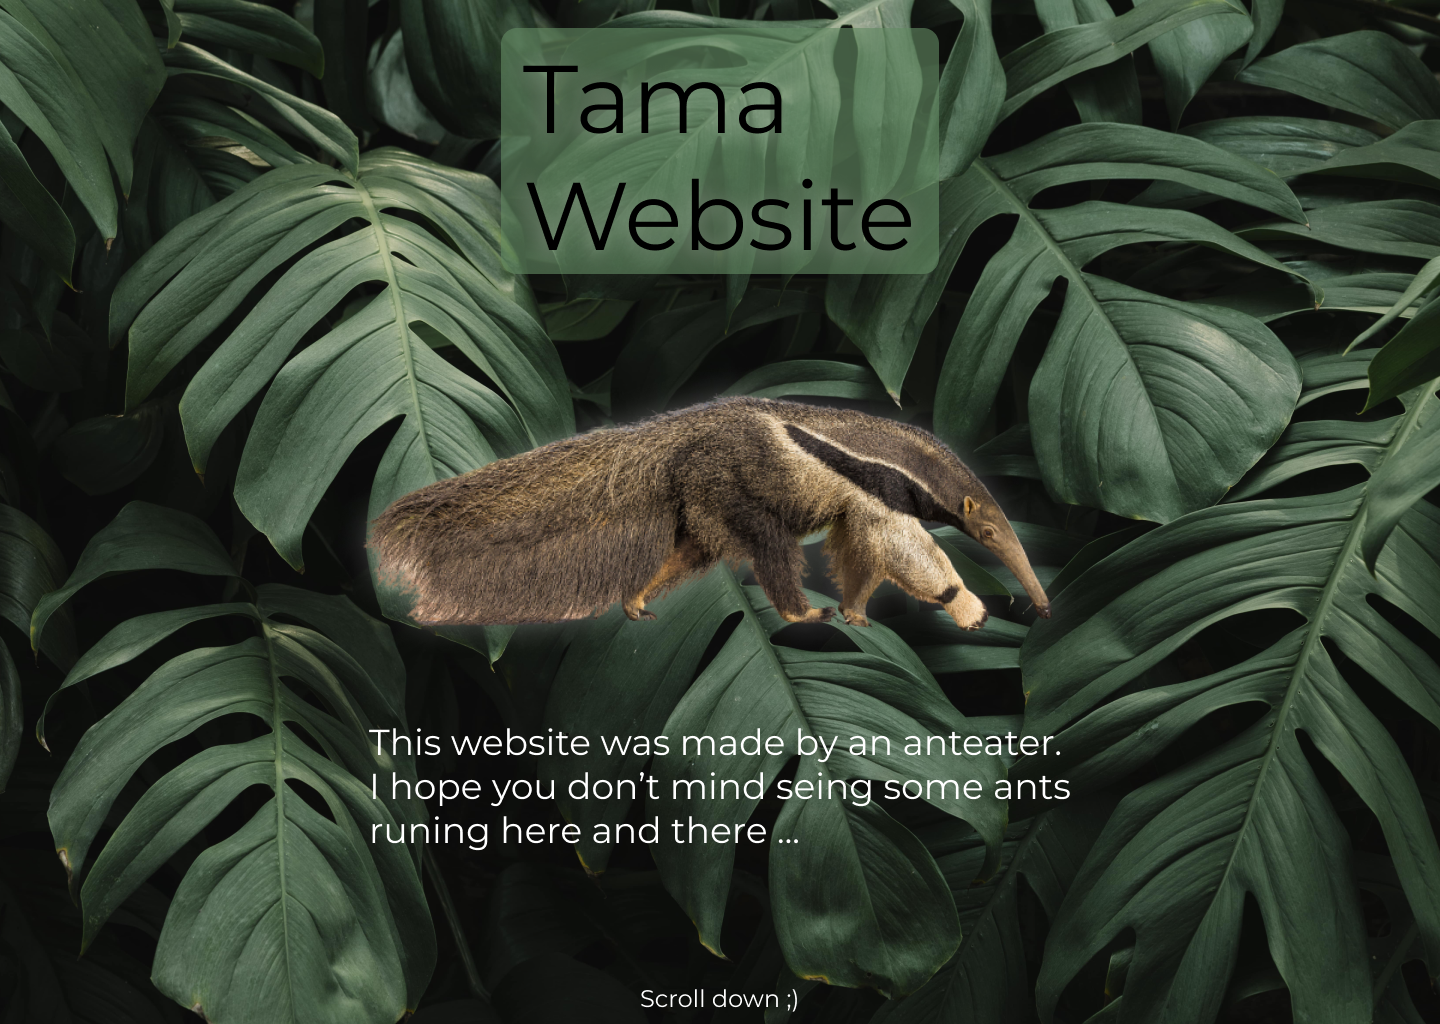 Tama
Website
This website was made by an anteater.
I hope you don’t mind seing some ants
runing here and there ...
Scroll down ;)